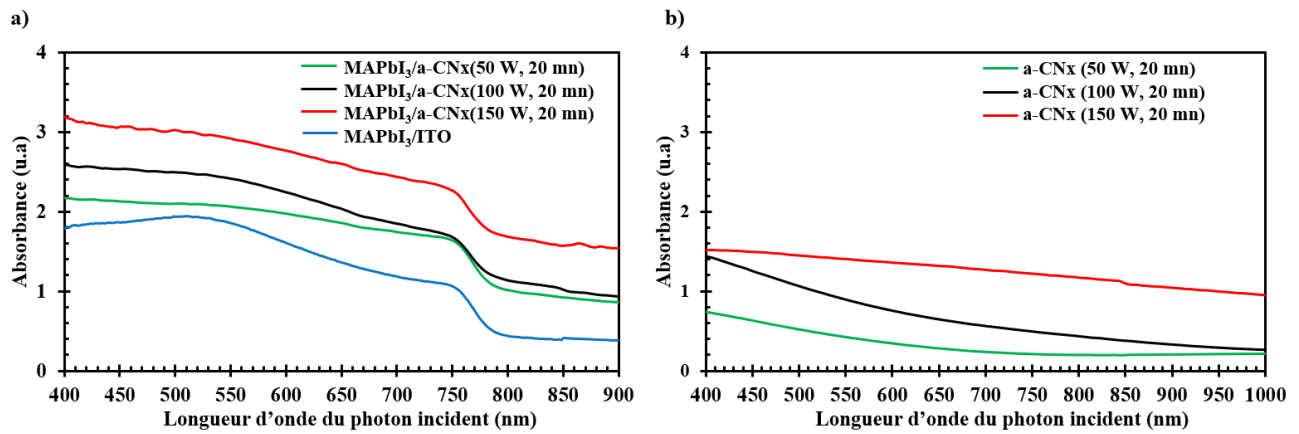 a)
Absorbance (u.a)
4
3
2
1
0
MAPbI₃/a-CNx(50 W, 20 mn)
MAPbI₃/a-CNx(100 W, 20 mn)
MAPbI₃/a-CNx(150 W, 20 mn)
MAPbI₃/ITO
400 450 500 550 600 650 700 750 800 850 900
Longueur d’onde du photon incident (nm)
b)
Absorbance (u.a)
4
3
2
1
0
a-CNx (50 W, 20 mn)
a-CNx (100 W, 20 mn)
a-CNx (150 W, 20 mn)
400 450 500 550 600 650 700 750 800 850 900 950 1000
Longueur d’onde du photon incident (nm)